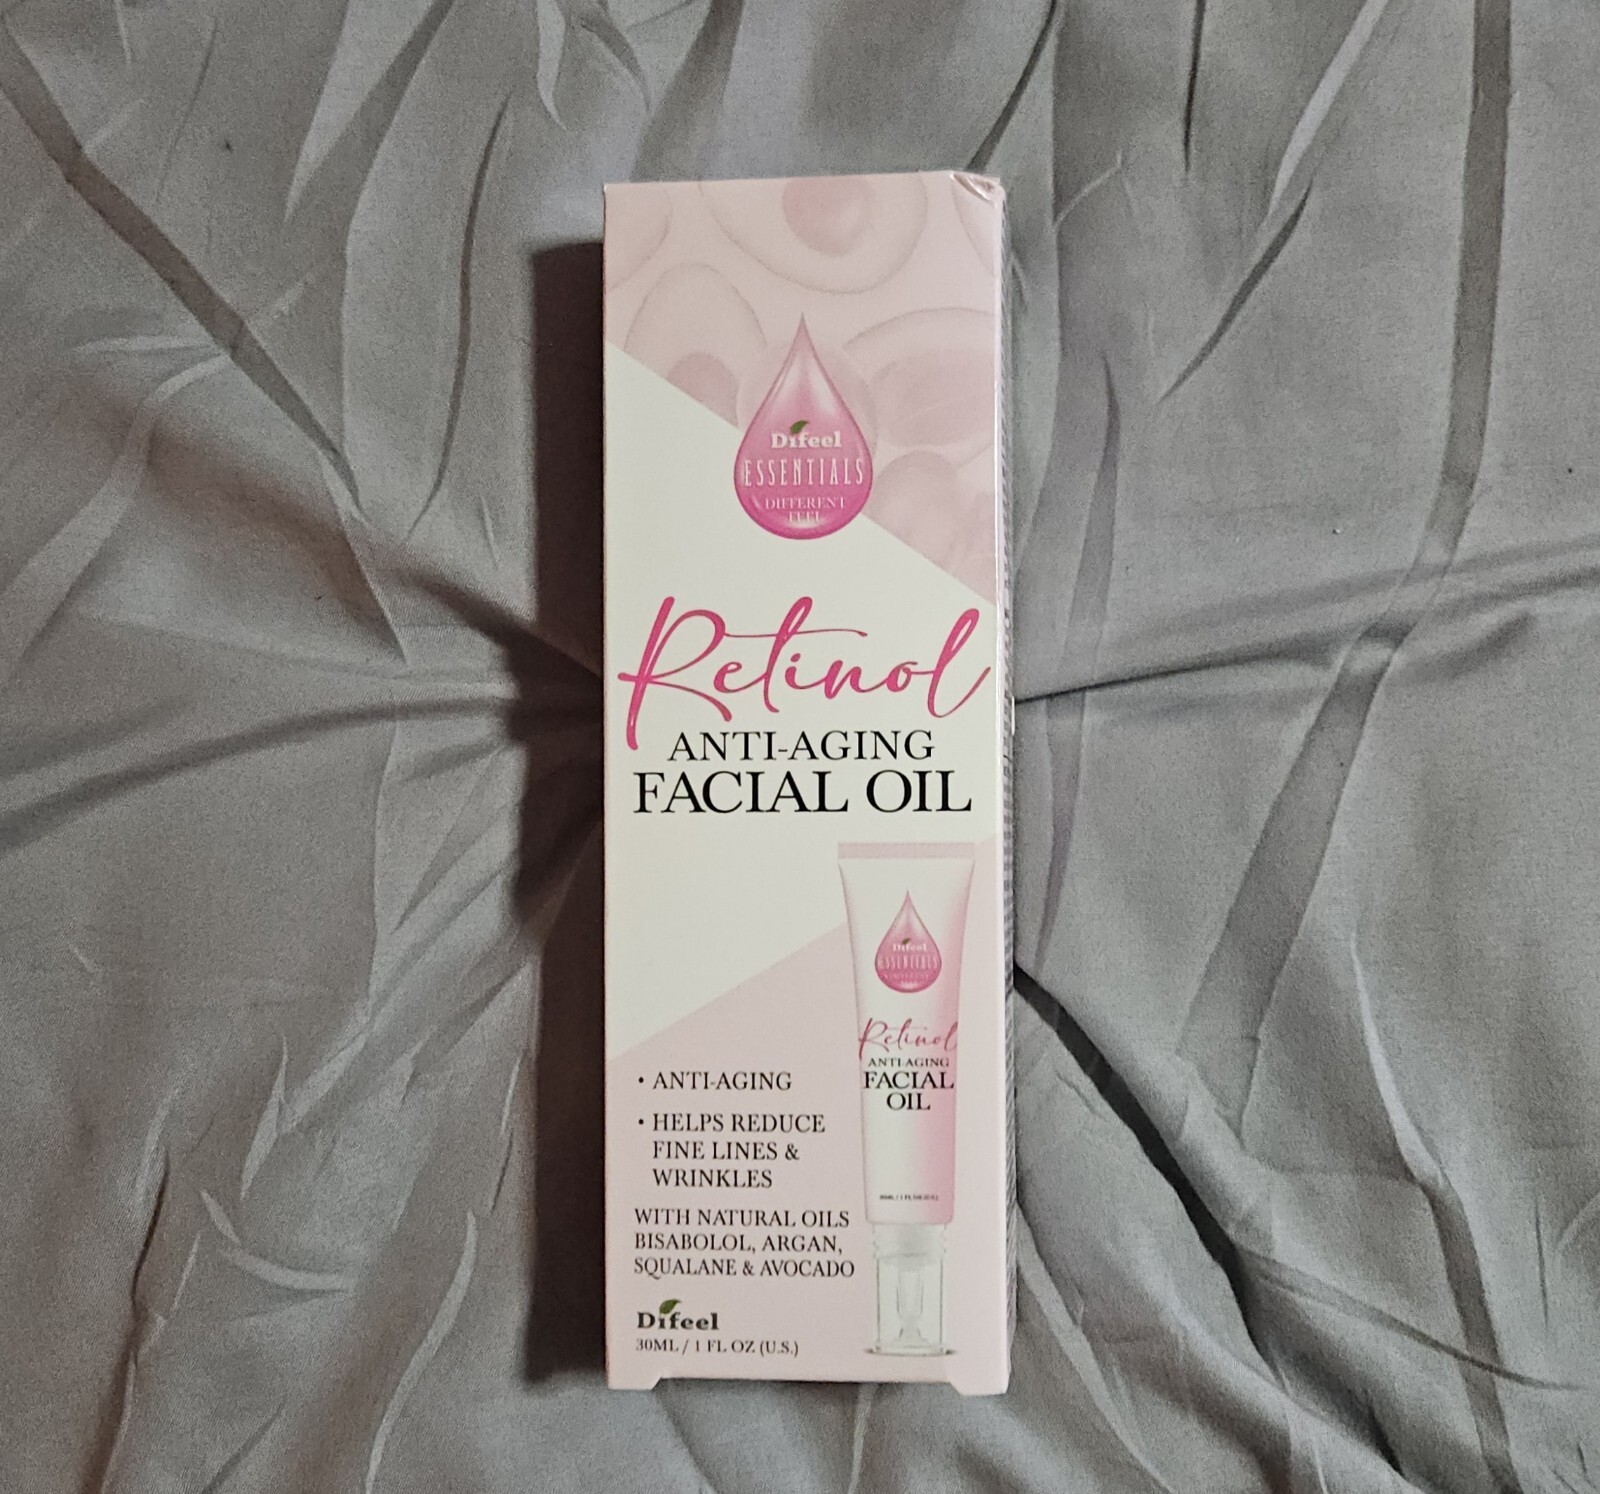 Difeel
ESSENTIALS
DIFFERENT
FEEL
Retinol
ANTI-AGING
FACIAL OIL
Difeel
ESSENTIALS
Retinol
ANTI-AGING
FACIAL
OIL
• ANTI-AGING
• HELPS REDUCE
FINE LINES &
WRINKLES
WITH NATURAL OILS
BISABOLOL, ARGAN,
SQUALANE & AVOCADO
Difeel
30ML / 1 FL OZ (U.S.)